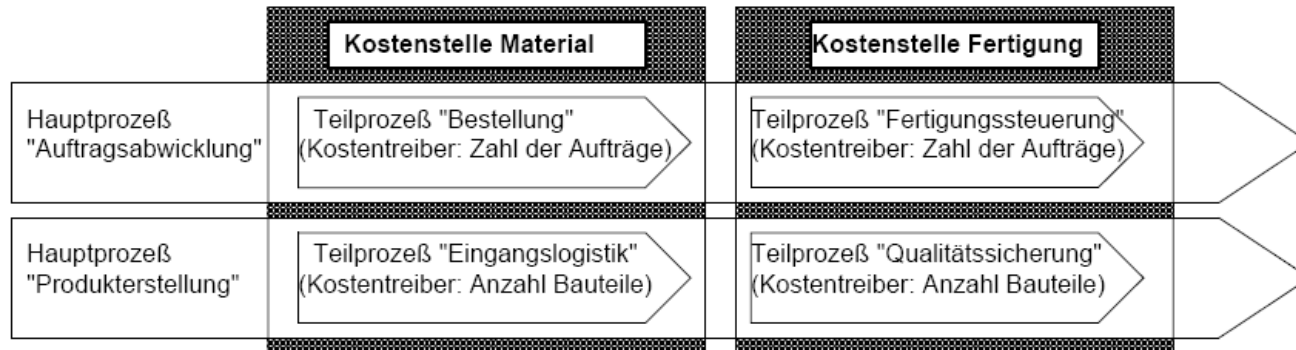 Kostenstelle Material
Kostenstelle Fertigung
Hauptprozeß
"Auftragsabwicklung"
Teilprozeß "Bestellung"
(Kostentreiber: Zahl der Aufträge)
Teilprozeß "Fertigungssteuerung"
(Kostentreiber: Zahl der Aufträge)
Hauptprozeß
"Produkterstellung"
Teilprozeß "Eingangslogistik"
(Kostentreiber: Anzahl Bauteile)
Teilprozeß "Qualitätssicherung"
(Kostentreiber: Anzahl Bauteile)